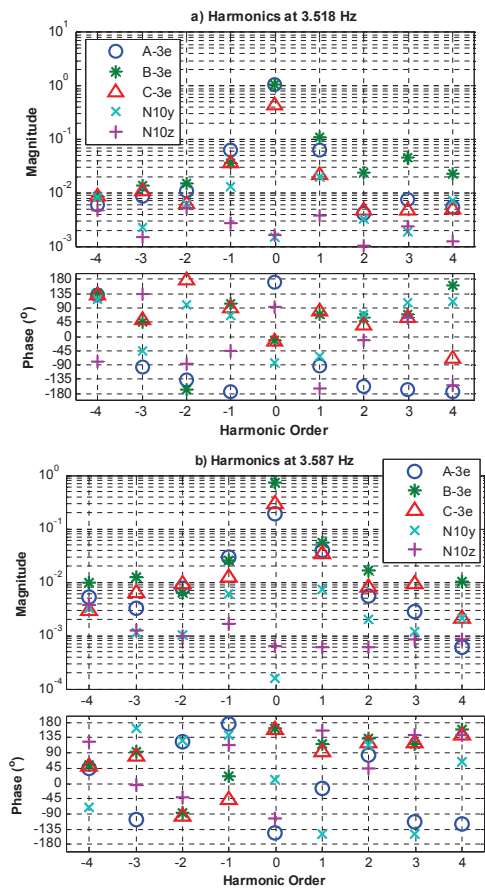 a) Harmonics at 3.518 Hz
10^1
10^0
10^-1
10^-2
10^-3
Magnitude
A-3e
B-3e
C-3e
N10y
N10z
-4 -3 -2 -1 0 1 2 3 4
180
135
90
45
0
-45
-90
-135
-180
Phase (°)
-4 -3 -2 -1 0 1 2 3 4
Harmonic Order
b) Harmonics at 3.587 Hz
10^0
10^-1
10^-2
10^-3
10^-4
Magnitude
A-3e
B-3e
C-3e
N10y
N10z
-4 -3 -2 -1 0 1 2 3 4
180
135
90
45
0
-45
-90
-135
-180
Phase (°)
-4 -3 -2 -1 0 1 2 3 4
Harmonic Order